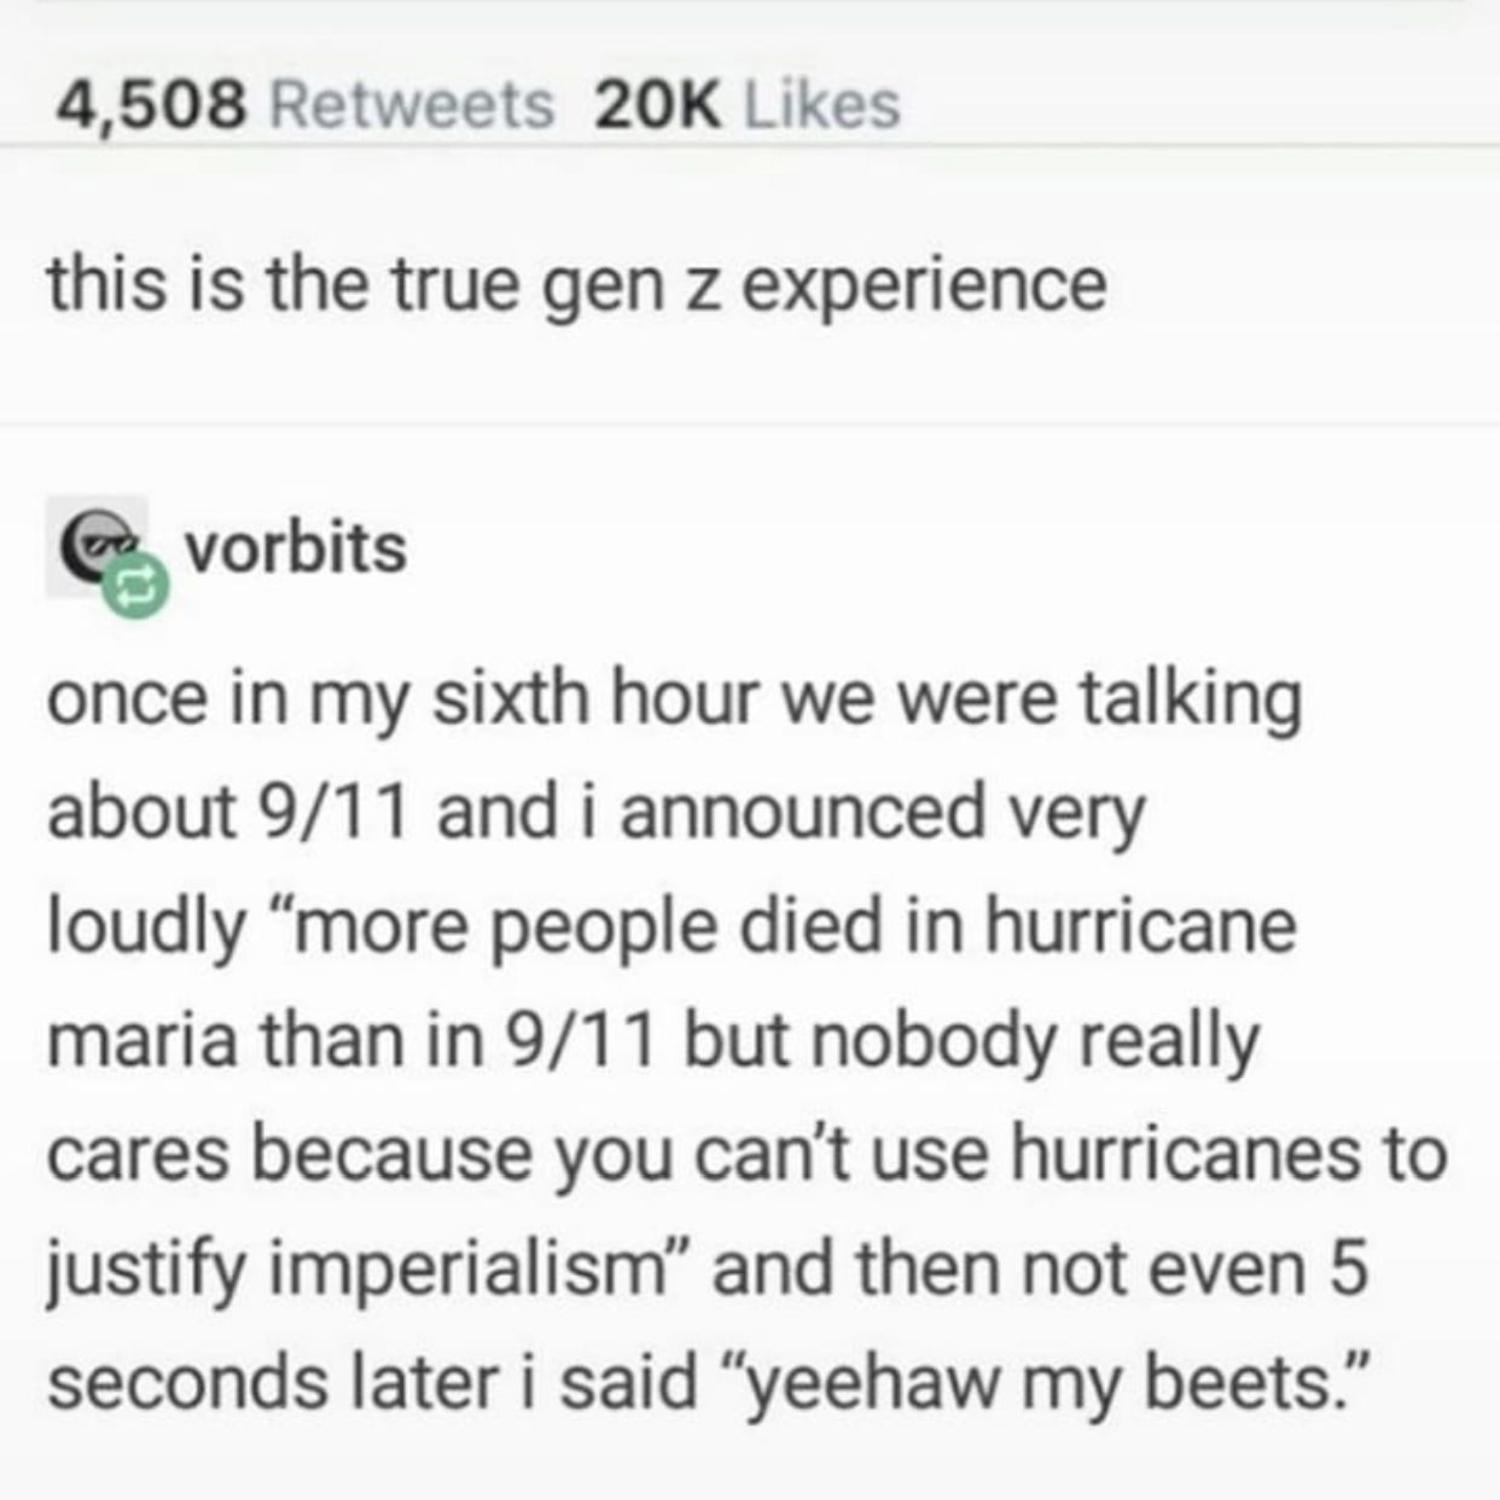 4,508 Retweets 20K Likes
this is the true gen z experience
vorbits
once in my sixth hour we were talking
about 9/11 and i announced very
loudly “more people died in hurricane
maria than in 9/11 but nobody really
cares because you can’t use hurricanes to
justify imperialism” and then not even 5
seconds later i said “yeehaw my beets.”